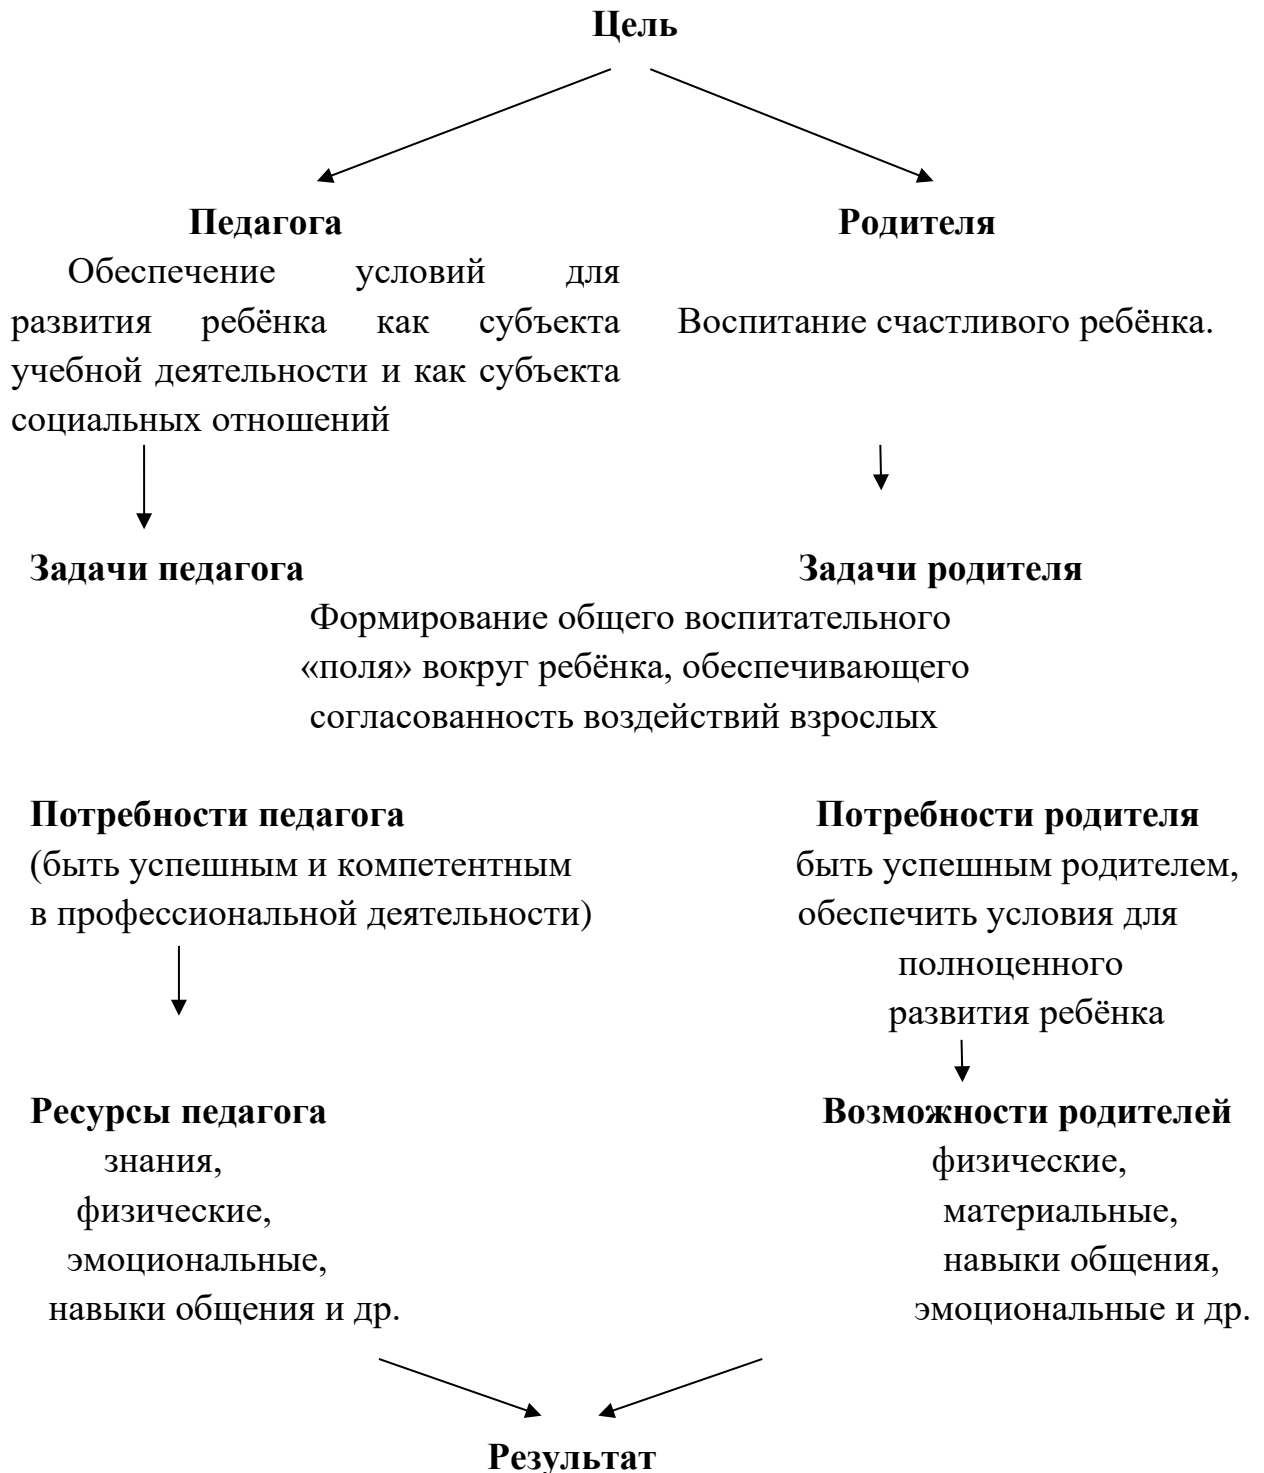 Цель
Педагога
Обеспечение условий для
развития ребёнка как субъекта
учебной деятельности и как субъекта
социальных отношений
Родителя
Воспитание счастливого ребёнка.
Задачи педагога
Задачи родителя
Формирование общего воспитательного
«поля» вокруг ребёнка, обеспечивающего
согласованность воздействий взрослых
Потребности педагога
(быть успешным и компетентным
в профессиональной деятельности)
Потребности родителя
быть успешным родителем,
обеспечить условия для
полноценного
развития ребёнка
Ресурсы педагога
знания,
физические,
эмоциональные,
навыки общения и др.
Возможности родителей
физические,
материальные,
навыки общения,
эмоциональные и др.
Результат